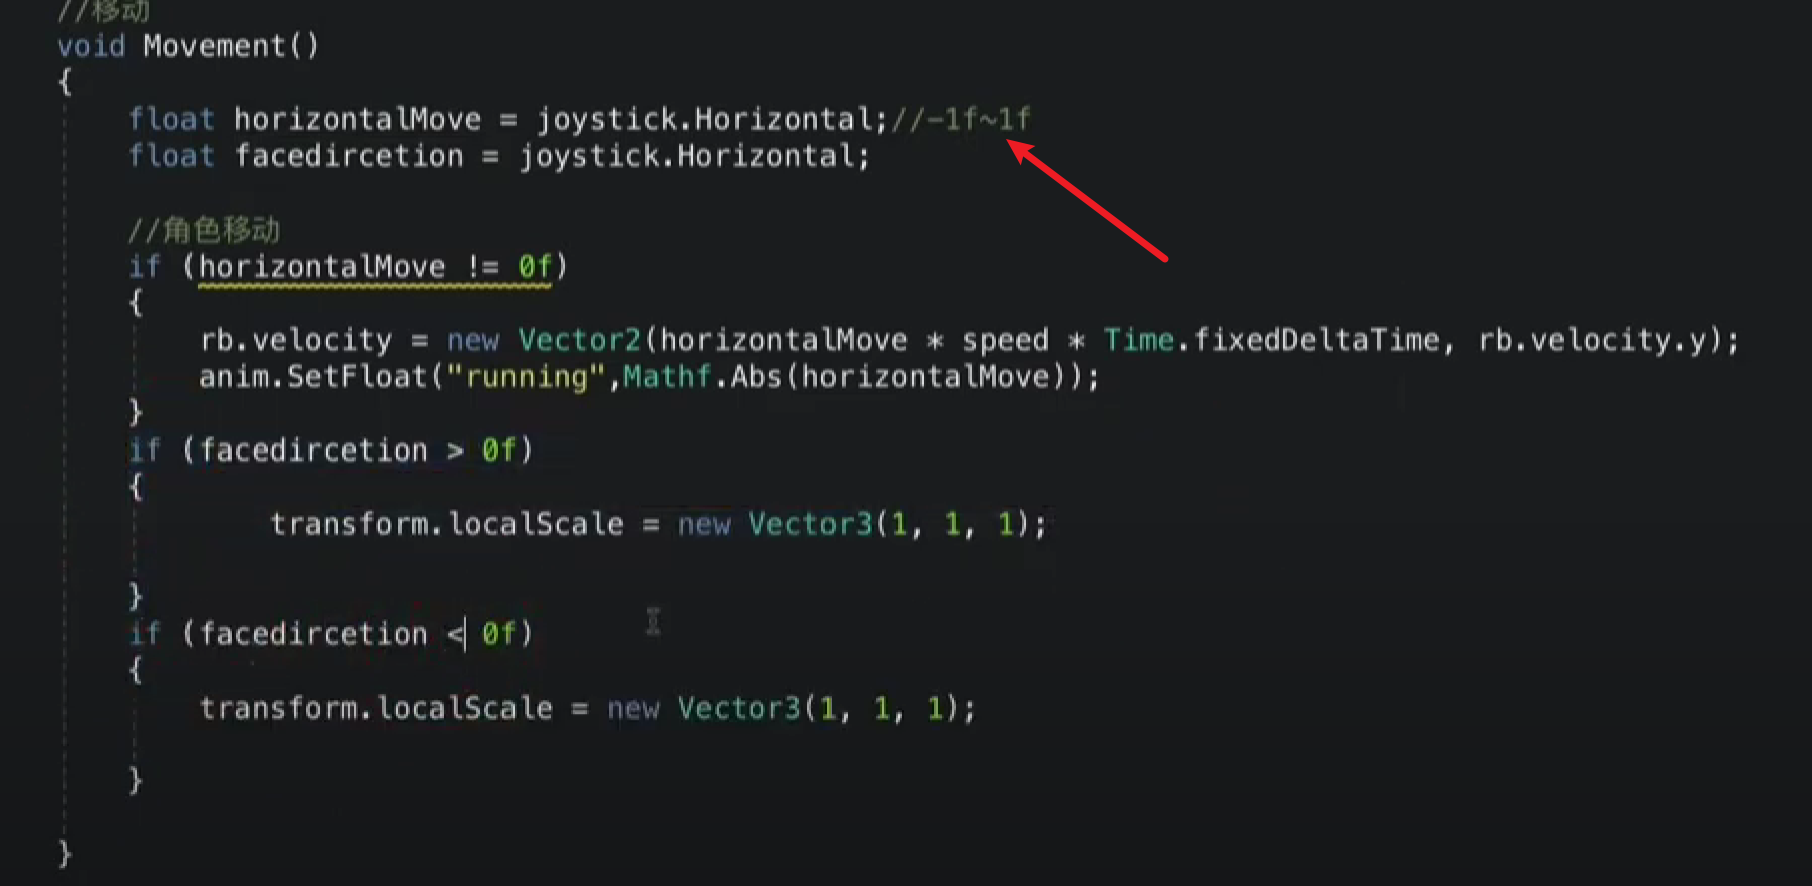 //移动
void Movement()
{
float horizontalMove = joystick.Horizontal;//-1f~1f
float facedircetion = joystick.Horizontal;
//角色移动
if (horizontalMove != 0f)
{
rb.velocity = new Vector2(horizontalMove * speed * Time.fixedDeltaTime, rb.velocity.y);
anim.SetFloat("running",Mathf.Abs(horizontalMove));
}
if (facedircetion > 0f)
{
transform.localScale = new Vector3(1, 1, 1);
}
if (facedircetion < 0f)
{
transform.localScale = new Vector3(1, 1, 1);
}
}